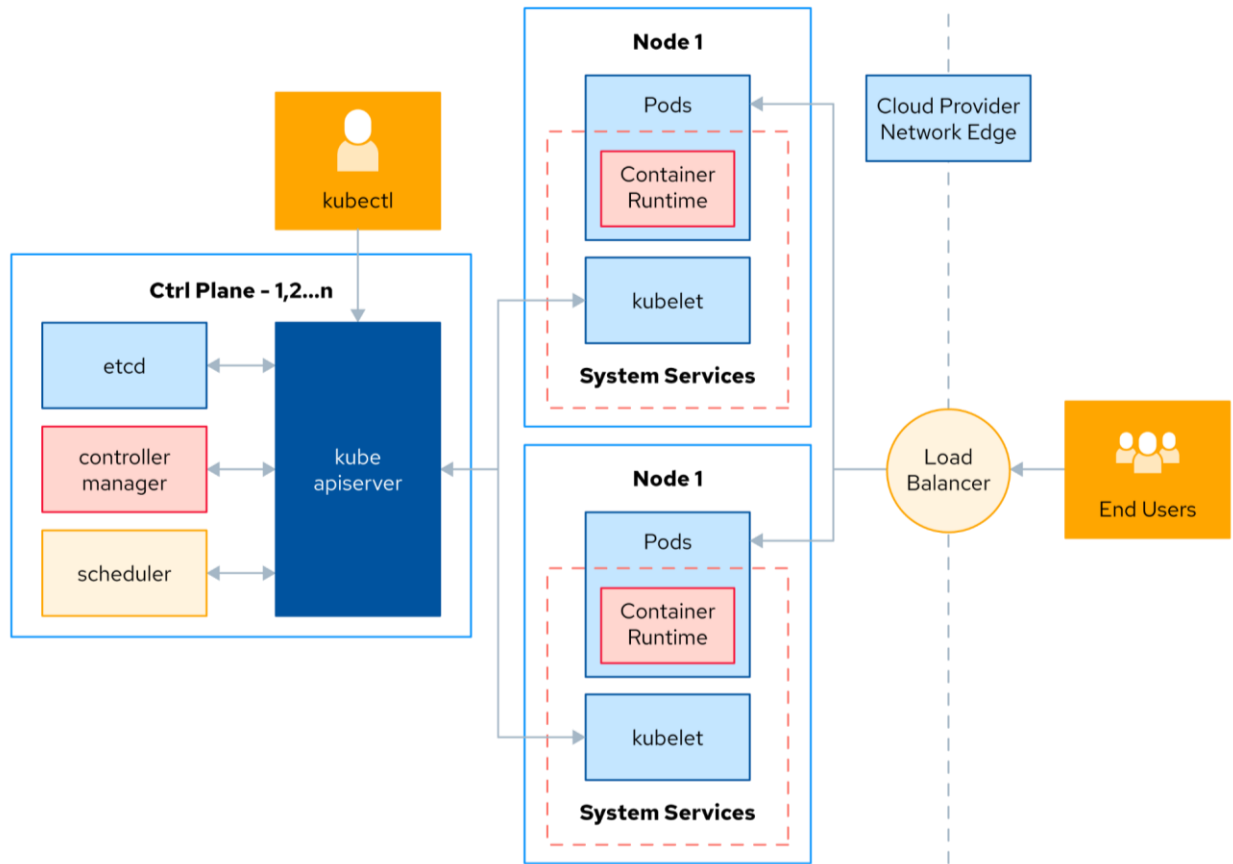 Node 1
Pods
Container
Runtime
kubelet
System Services
Cloud Provider
Network Edge
kubectl
Ctrl Plane - 1,2...n
etcd
controller
manager
scheduler
kube
apiserver
Node 1
Pods
Container
Runtime
kubelet
System Services
Load
Balancer
End Users